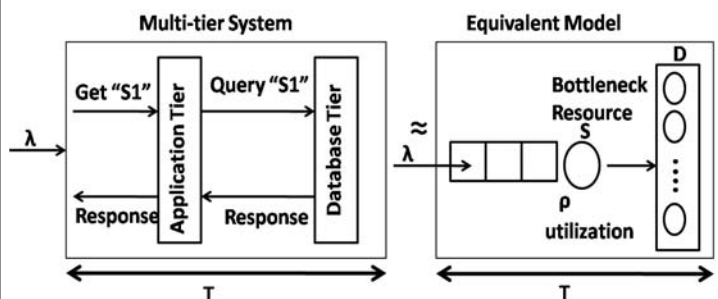 Multi-tier System
Get "S1"
Query "S1"
λ
Application Tier
Database Tier
Response
Response
T
Equivalent Model
D
Bottleneck
Resource
S
≈
λ
ρ
utilization
T